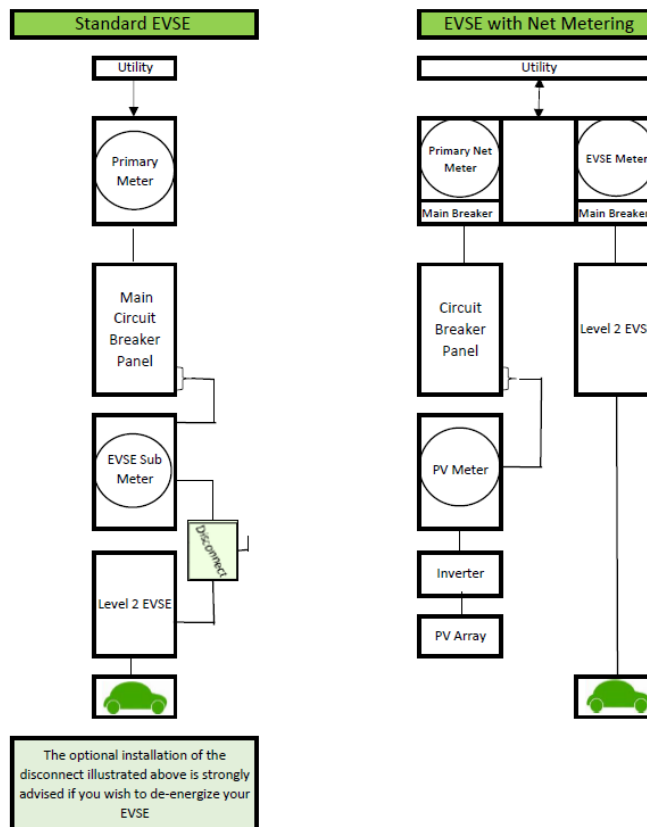 Standard EVSE
Utility
Primary
Meter
Main
Circuit
Breaker
Panel
EVSE Sub
Meter
Disconnect
Level 2 EVSE
The optional installation of the
disconnect illustrated above is strongly
advised if you wish to de-energize your
EVSE
EVSE with Net Metering
Utility
Primary Net
Meter
EVSE Meter
Main Breaker
Main Breaker
Circuit
Breaker
Panel
Level 2 EVS
PV Meter
Inverter
PV Array